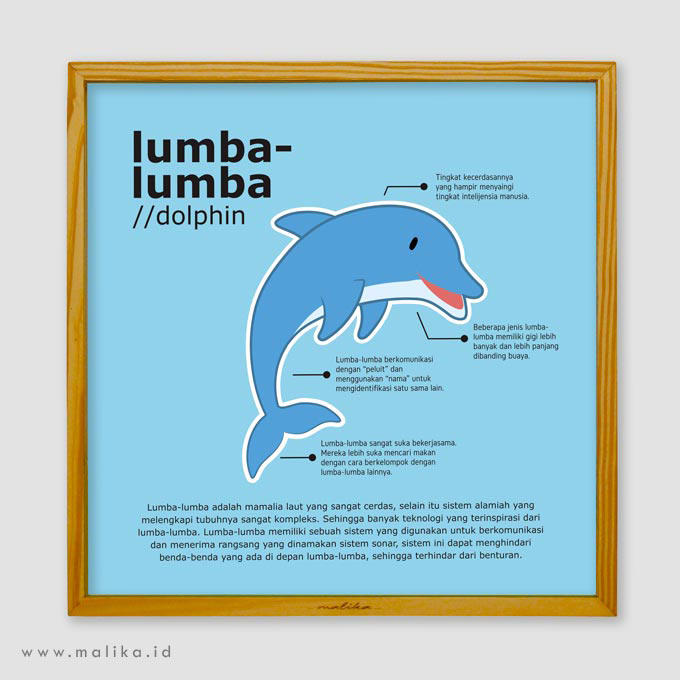 lumba-
lumba
//dolphin
Tingkat kecerdasannya
yang hampir menyaingi
tingkat intelijensia manusia.
Beberapa jenis lumba-
lumba memiliki gigi lebih
banyak dan lebih panjang
dibanding buaya.
Lumba-lumba berkomunikasi
dengan "peluit" dan
menggunakan "nama" untuk
mengidentifikasi satu sama lain.
Lumba-lumba sangat suka bekerjasama.
Mereka lebih suka mencari makan
dengan cara berkelompok dengan
lumba-lumba lainnya.
Lumba-lumba adalah mamalia laut yang sangat cerdas, selain itu sistem alamiah yang
melengkapi tubuhnya sangat kompleks. Sehingga banyak teknologi yang terinspirasi dari
lumba-lumba. Lumba-lumba memiliki sebuah sistem yang digunakan untuk berkomunikasi
dan menerima rangsang yang dinamakan sistem sonar, sistem ini dapat menghindari
benda-benda yang ada di depan lumba-lumba, sehingga terhindar dari benturan.
malika
www.malika.id